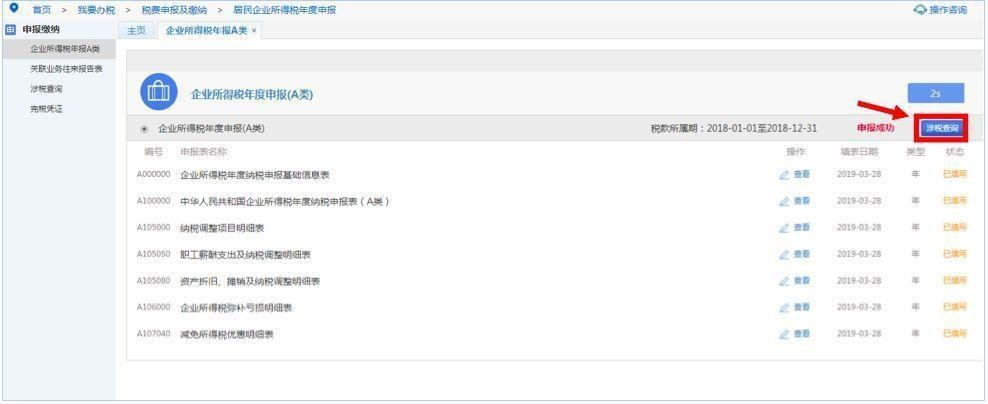 首页 > 我要办税 > 税费申报及缴纳 > 居民企业所得税年度申报 操作咨询
申报缴纳 主页 企业所得税年报A类 ×
企业所得税年报A类
关联业务往来报告表
涉税查询
完税凭证
企业所得税年度申报(A类) 2s
企业所得税年度申报(A类) 税款所属期：2018-01-01至2018-12-31 申报成功 涉税查询
编号 申报表名称 操作 填表日期 类型 状态
A000000 企业所得税年度纳税申报基础信息表 查看 2019-03-28 年 已填写
A100000 中华人民共和国企业所得税年度纳税申报表（A类） 查看 2019-03-28 年 已填写
A105000 纳税调整项目明细表 查看 2019-03-28 年 已填写
A105050 职工薪酬支出及纳税调整明细表 查看 2019-03-28 年 已填写
A105080 资产折旧、摊销及纳税调整明细表 查看 2019-03-28 年 已填写
A106000 企业所得税弥补亏损明细表 查看 2019-03-28 年 已填写
A107040 减免所得税优惠明细表 查看 2019-03-28 年 已填写